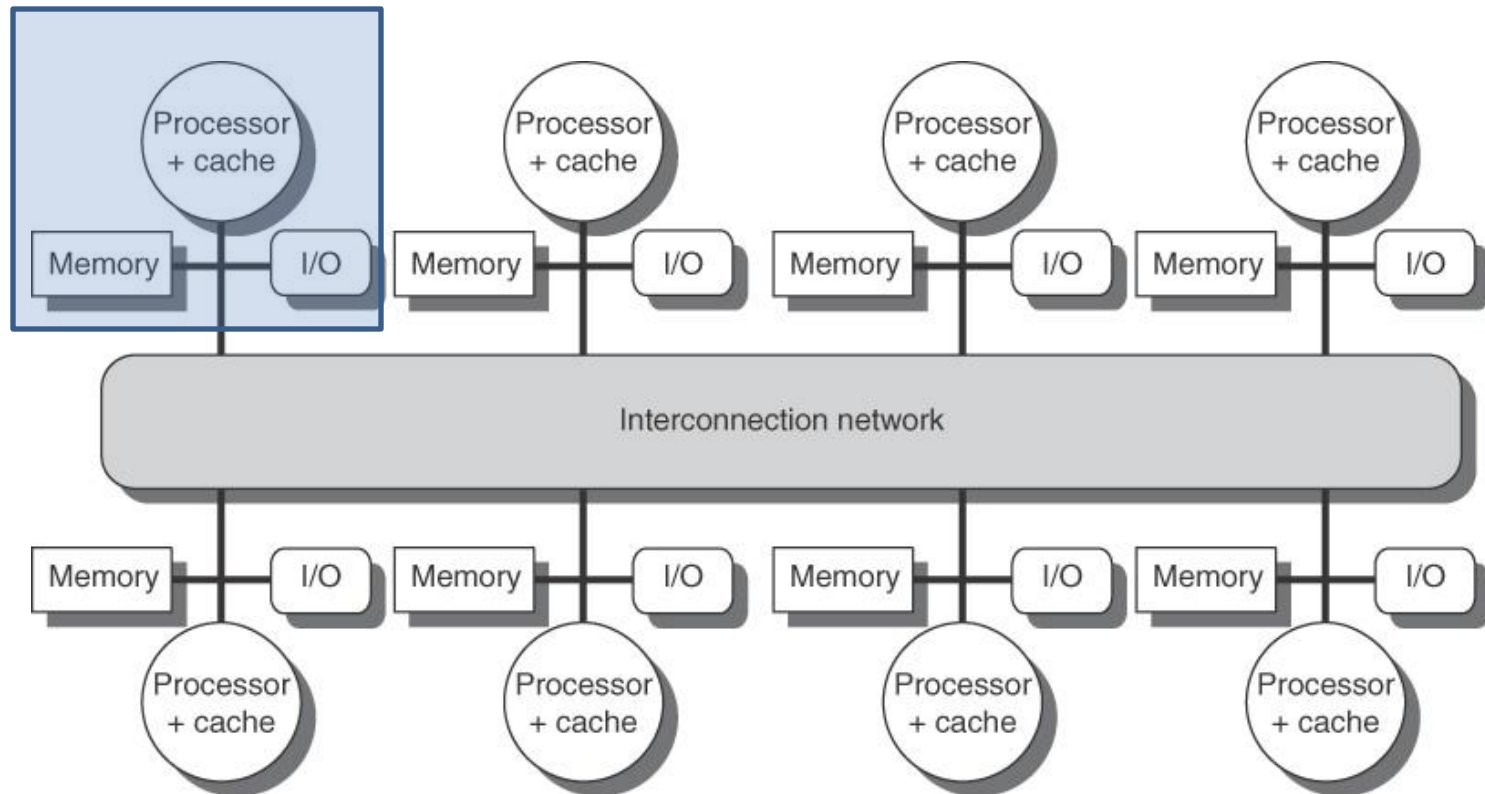 Processor
+ cache
Processor
+ cache
Processor
+ cache
Processor
+ cache
Memory
I/O
Memory
I/O
Memory
I/O
Memory
I/O
Interconnection network
Memory
I/O
Memory
I/O
Memory
I/O
Memory
I/O
Processor
+ cache
Processor
+ cache
Processor
+ cache
Processor
+ cache